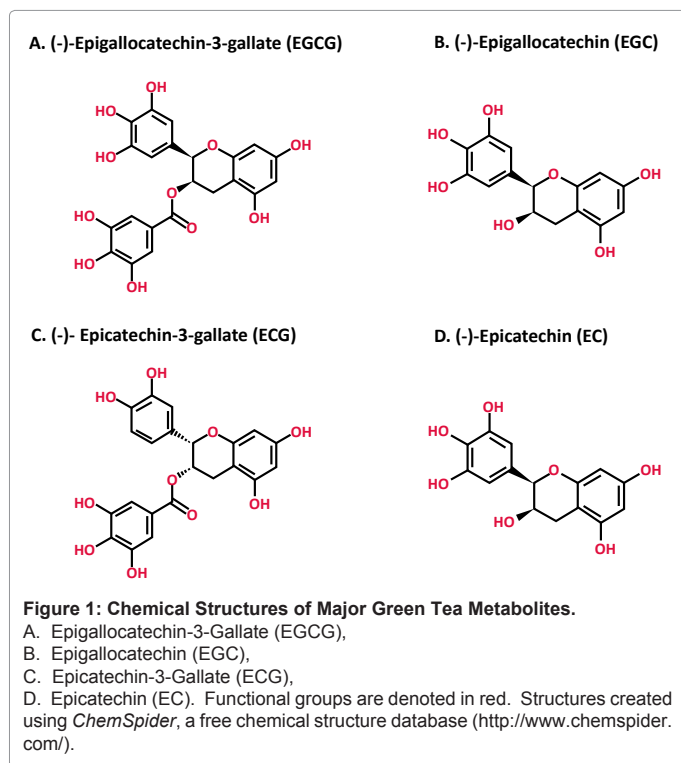 A. (-)-Epigallocatechin-3-gallate (EGCG)
B. (-)-Epigallocatechin (EGC)
OH
HO
HO
HO
O
OH
O
OH
O
HO
HO
OH
OH
HO
HO
O
OH
HO
OH
C. (-)- Epicatechin-3-gallate (ECG)
D. (-)-Epicatechin (EC)
OH
HO
O
OH
O
OH
O
HO
HO
OH
OH
HO
HO
O
OH
HO
OH
Figure 1: Chemical Structures of Major Green Tea Metabolites.
A. Epigallocatechin-3-Gallate (EGCG),
B. Epigallocatechin (EGC),
C. Epicatechin-3-Gallate (ECG),
D. Epicatechin (EC). Functional groups are denoted in red. Structures created
using ChemSpider, a free chemical structure database (http://www.chemspider.
com/).